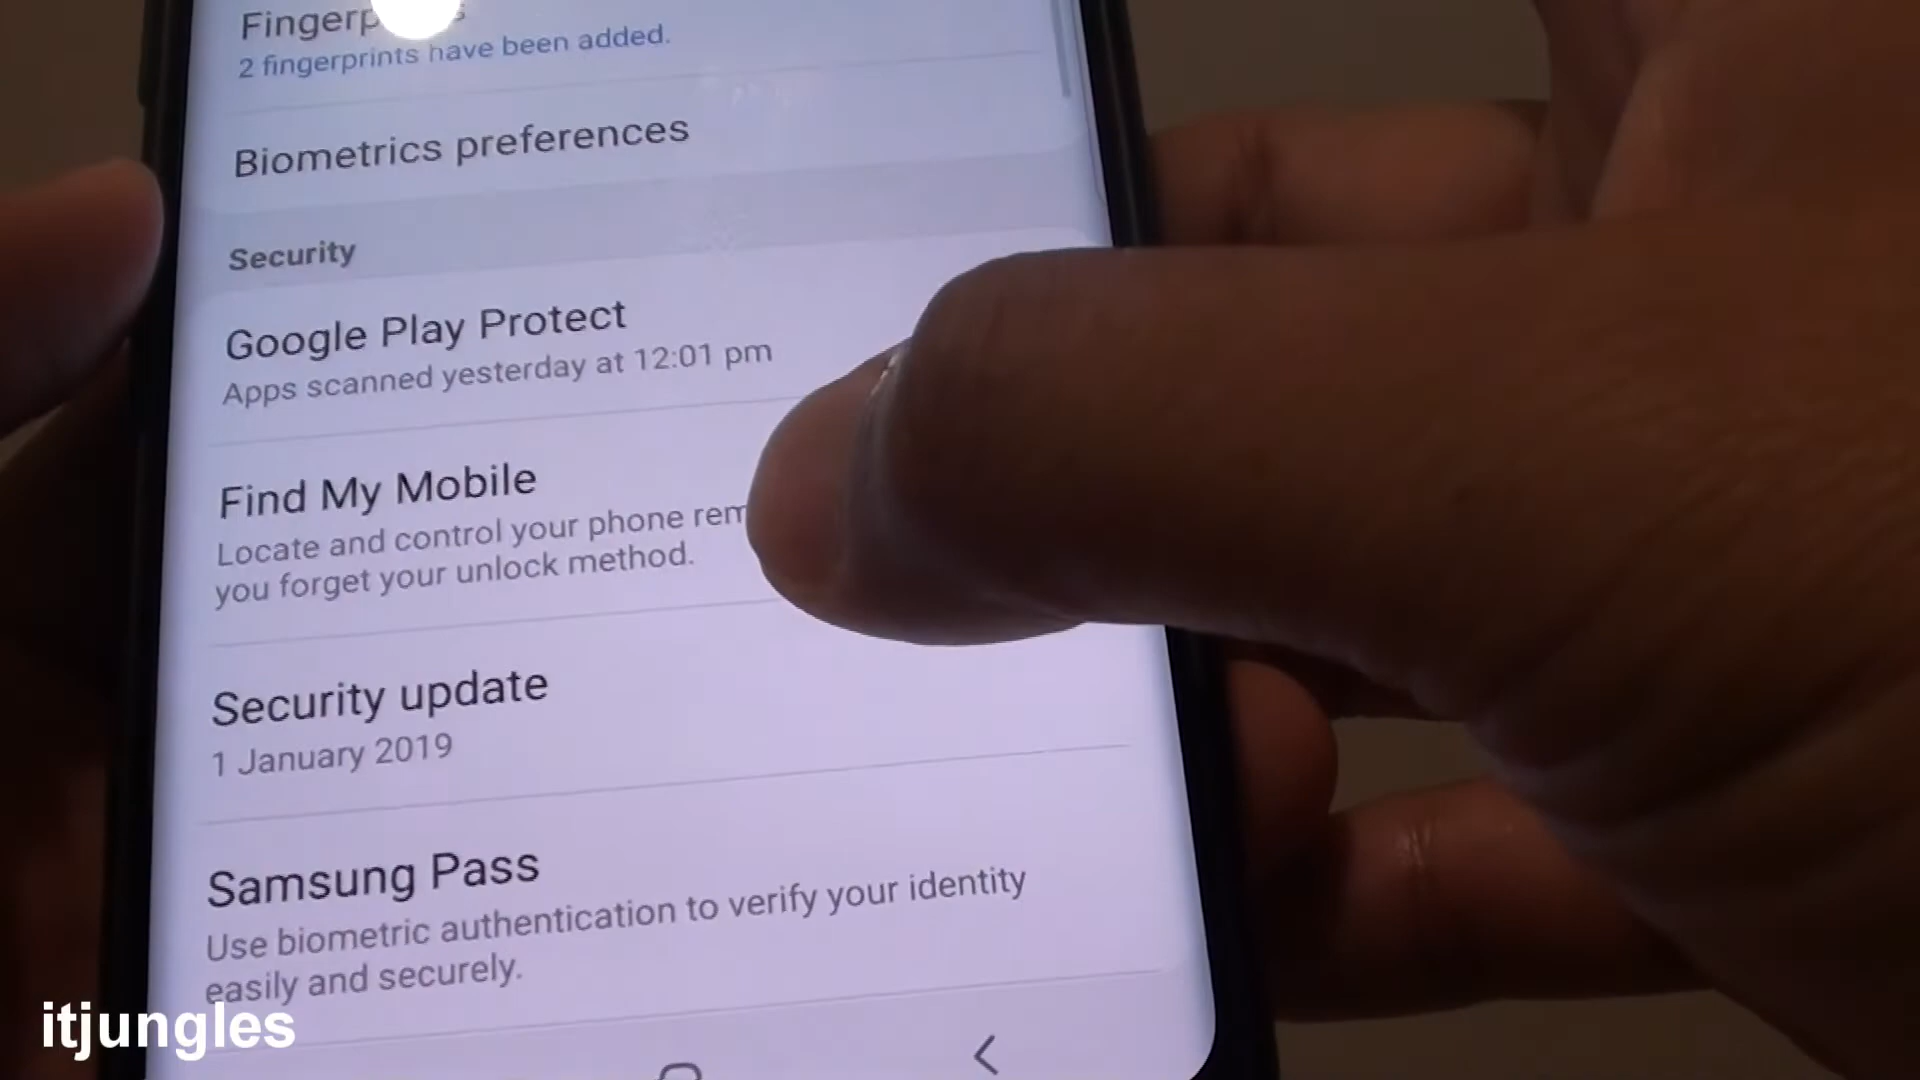 2 fingerprints have been added.
Biometrics preferences
Security
Google Play Protect
Apps scanned yesterday at 12:01 pm
Find My Mobile
Locate and control your phone
you forget your unlock method.
Security update
1 January 2019
Samsung Pass
Use biometric authentication to verify your identity
easily and securely.
itjungles